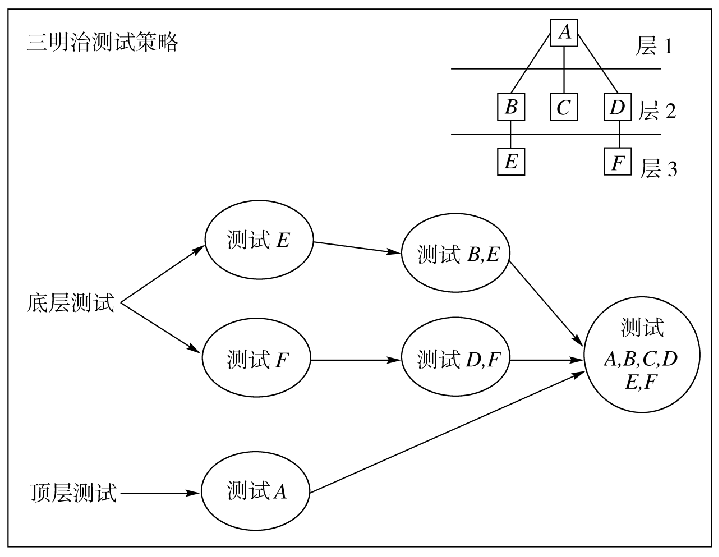 三明治测试策略
A
层 1
B
C
D
层 2
E
F
层 3
测试 E
测试 B,E
底层测试
测试
A,B,C,D
E,F
测试 F
测试 D,F
顶层测试
测试 A